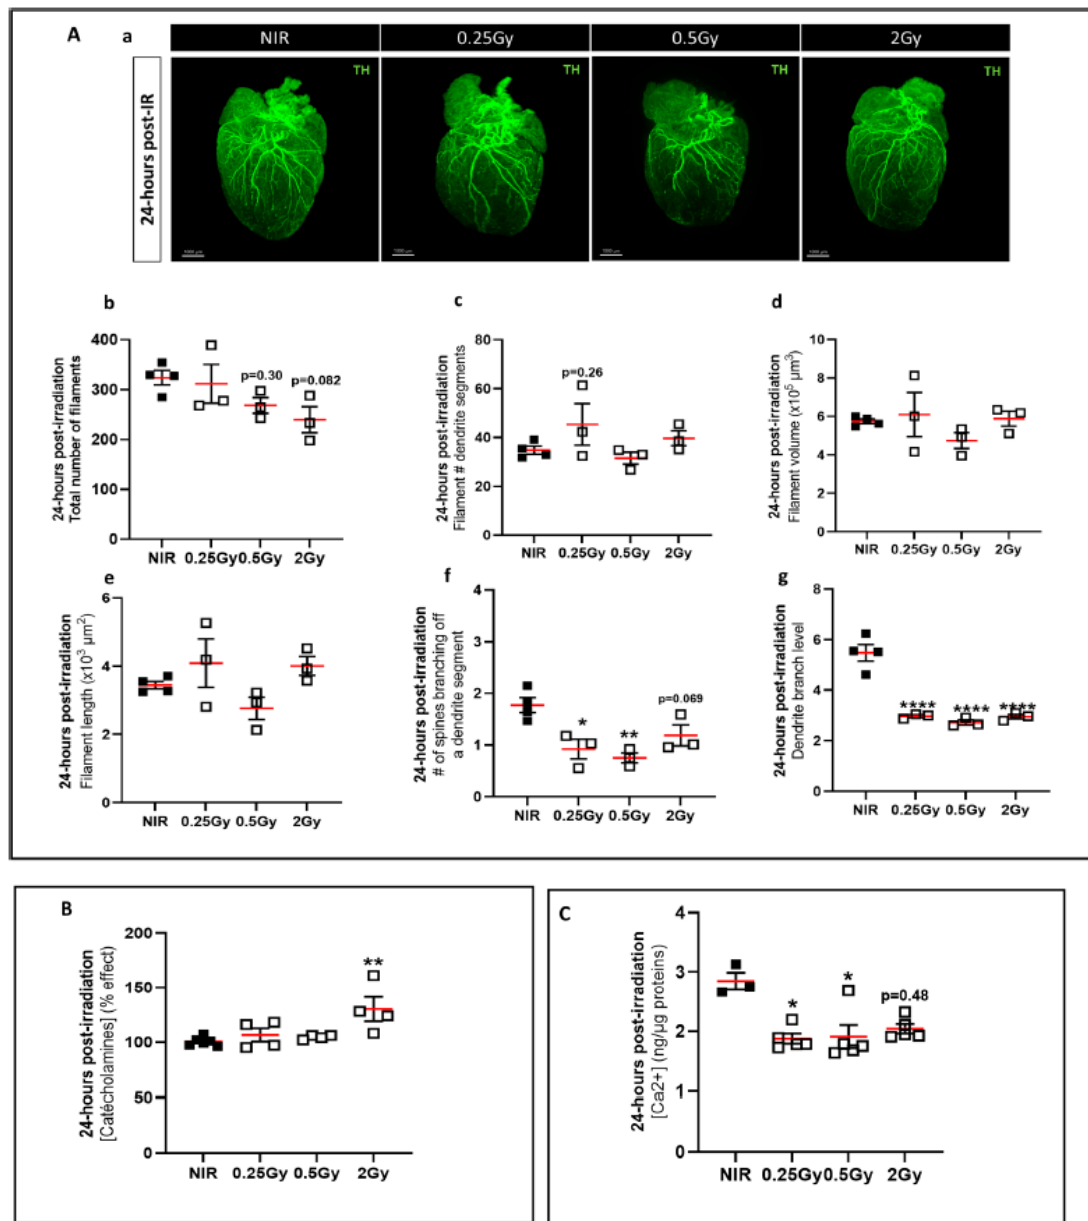 A
a
NIR
0.25Gy
0.5Gy
2Gy
24-hours post-IR
TH
TH
TH
TH
1000 µm
1000 µm
1000 µm
1000 µm
b
24-hours post-irradiation
Total number of filaments
400
300
200
100
0
p=0.30
p=0.082
NIR 0.25Gy 0.5Gy 2Gy
c
24-hours post-irradiation
Filament # dendrite segments
80
60
40
20
0
p=0.26
NIR 0.25Gy 0.5Gy 2Gy
d
24-hours post-irradiation
Filament volume (x10⁵ µm³)
10
8
6
4
2
0
NIR 0.25Gy 0.5Gy 2Gy
e
24-hours post-irradiation
Filament length (x10³ µm²)
6
4
2
0
NIR 0.25Gy 0.5Gy 2Gy
f
24-hours post-irradiation
# of spines branching off
a dendrite segment
4
3
2
1
0
*
**
p=0.069
NIR 0.25Gy 0.5Gy 2Gy
g
24-hours post-irradiation
Dendrite branch level
8
6
4
2
0
****
****
****
NIR 0.25Gy 0.5Gy 2Gy
B
24-hours post-irradiation
[Catécholamines] (% effect)
200
150
100
50
0
**
NIR 0.25Gy 0.5Gy 2Gy
C
24-hours post-irradiation
[Ca2+] (ng/µg proteins)
4
3
2
1
0
*
*
p=0.48
NIR 0.25Gy 0.5Gy 2Gy